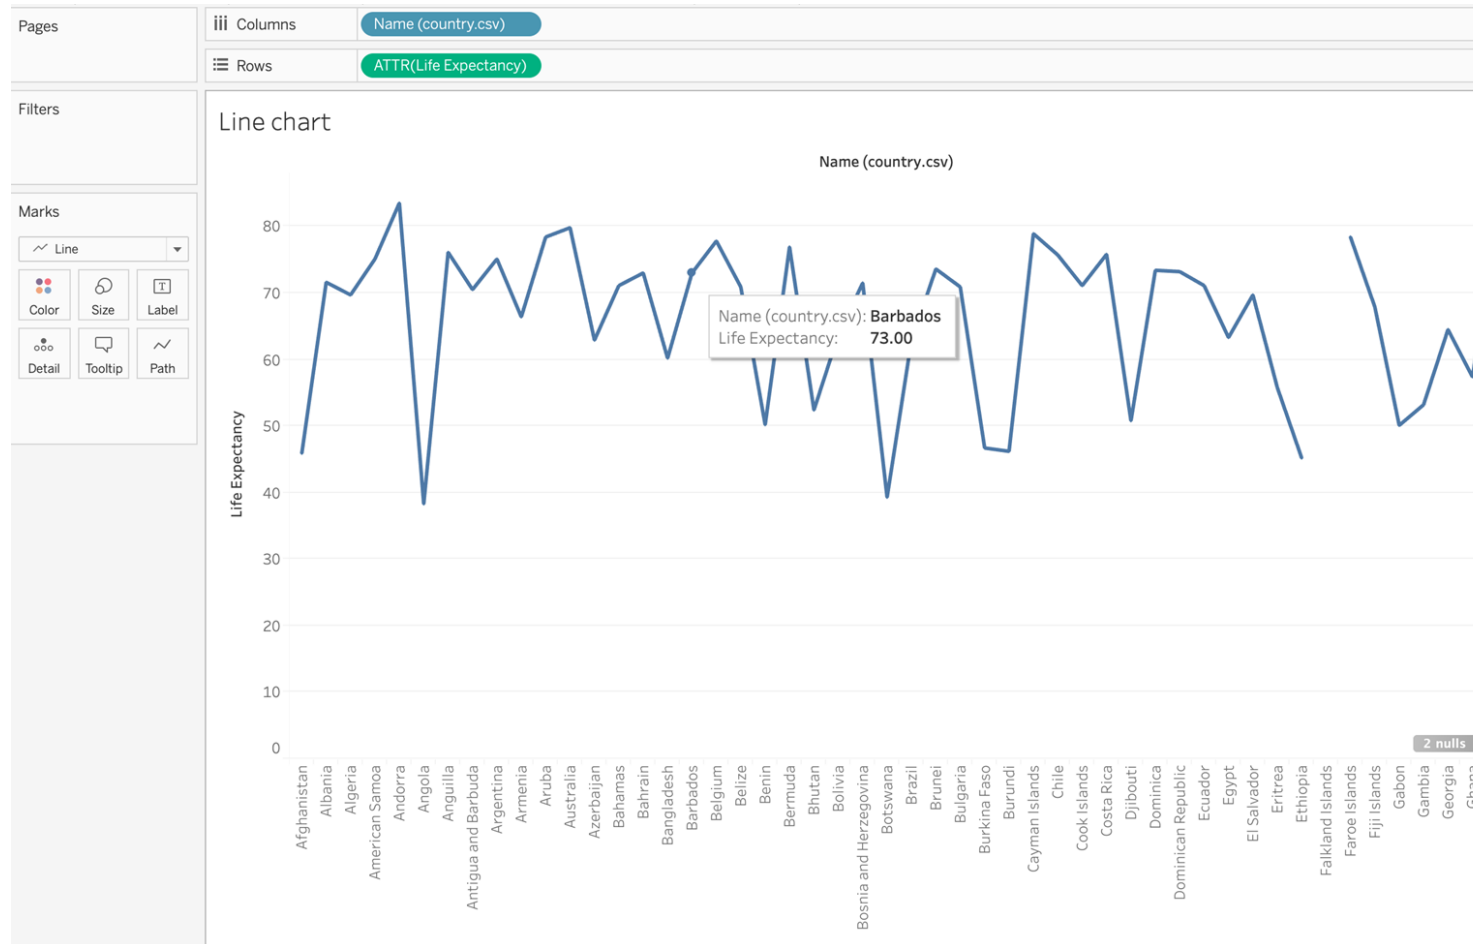 Pages
Columns
Name (country.csv)
Rows
ATTR(Life Expectancy)
Filters
Marks
Line
Color
Size
Label
Detail
Tooltip
Path
Line chart
Name (country.csv)
Life Expectancy
80
70
60
50
40
30
20
10
0
Name (country.csv): Barbados
Life Expectancy: 73.00
2 nulls
Afghanistan
Albania
Algeria
American Samoa
Andorra
Angola
Anguilla
Antigua and Barbuda
Argentina
Armenia
Aruba
Australia
Azerbaijan
Bahamas
Bahrain
Bangladesh
Barbados
Belgium
Belize
Benin
Bermuda
Bhutan
Bolivia
Bosnia and Herzegovina
Botswana
Brazil
Brunei
Bulgaria
Burkina Faso
Burundi
Cayman Islands
Chile
Cook Islands
Costa Rica
Djibouti
Dominica
Dominican Republic
Ecuador
Egypt
El Salvador
Eritrea
Ethiopia
Falkland Islands
Faroe Islands
Fiji Islands
Gabon
Gambia
Georgia